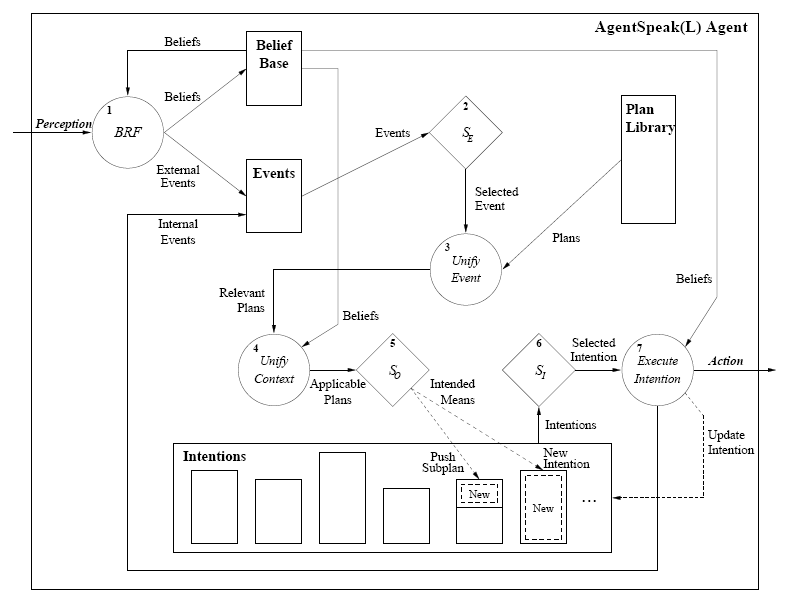 AgentSpeak(L) Agent
Beliefs
Belief
Base
Beliefs
Perception
1
BRF
2
S_E
Plan
Library
Events
External
Events
Events
Selected
Event
Internal
Events
3
Unify
Event
Plans
Beliefs
Relevant
Plans
Beliefs
4
Unify
Context
5
S_O
6
S_I
Selected
Intention
7
Execute
Intention
Action
Applicable
Plans
Intended
Means
Intentions
Update
Intention
Intentions
Push
Subplan
New
Intention
New
New
...